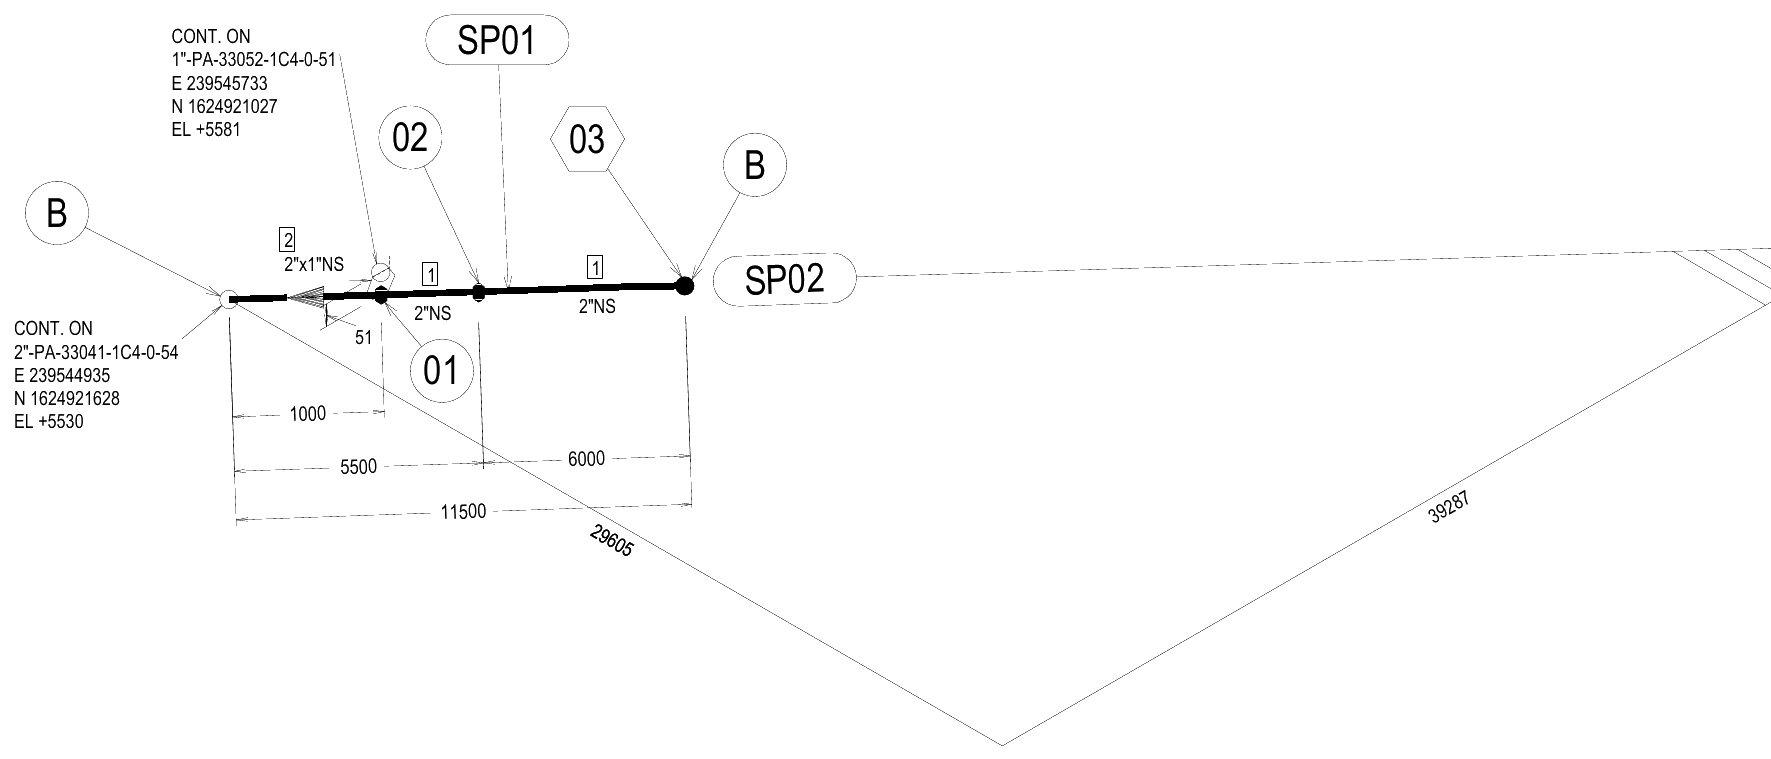 CONT. ON
1"-PA-33052-1C4-0-51
E 239545733
N 1624921027
EL +5581
SP01
02
03
B
B
2
2"x1"NS
1
2"NS
1
2"NS
SP02
51
01
CONT. ON
2"-PA-33041-1C4-0-54
E 239544935
N 1624921628
EL +5530
1000
5500
6000
11500
29605
39287